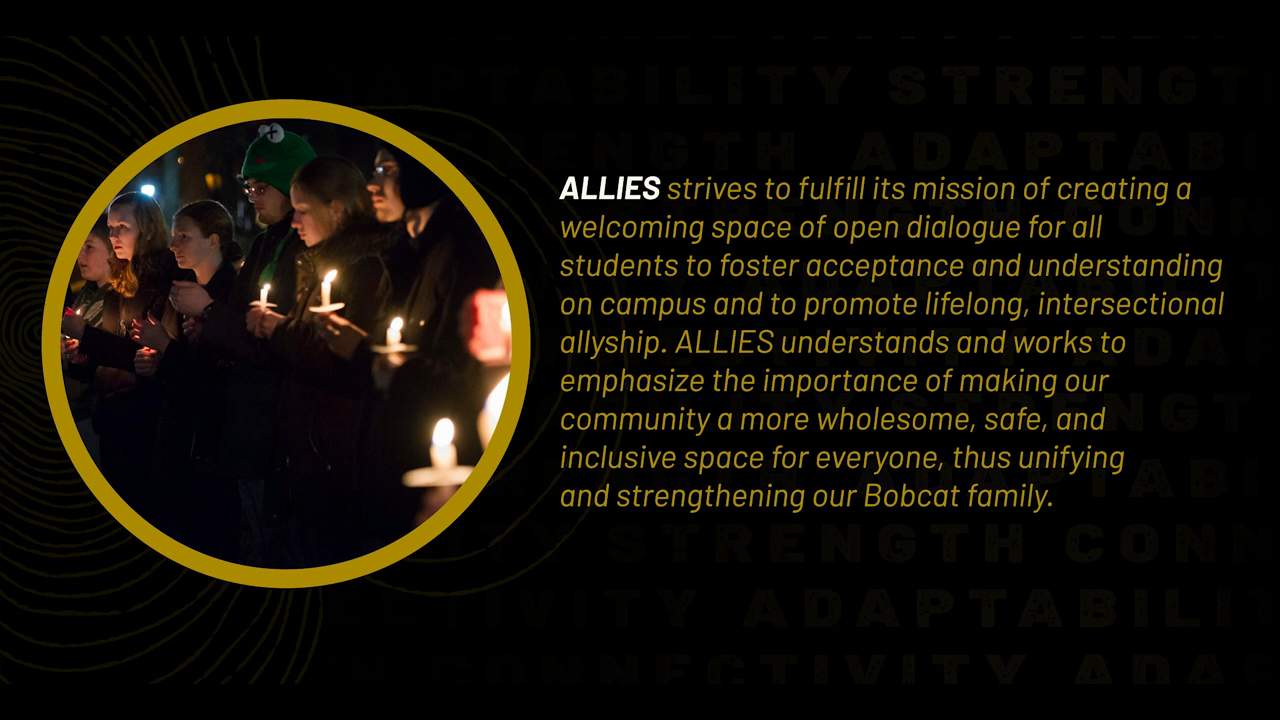 ALLIES strives to fulfill its mission of creating a
welcoming space of open dialogue for all
students to foster acceptance and understanding
on campus and to promote lifelong, intersectional
allyship. ALLIES understands and works to
emphasize the importance of making our
community a more wholesome, safe, and
inclusive space for everyone, thus unifying
and strengthening our Bobcat family.